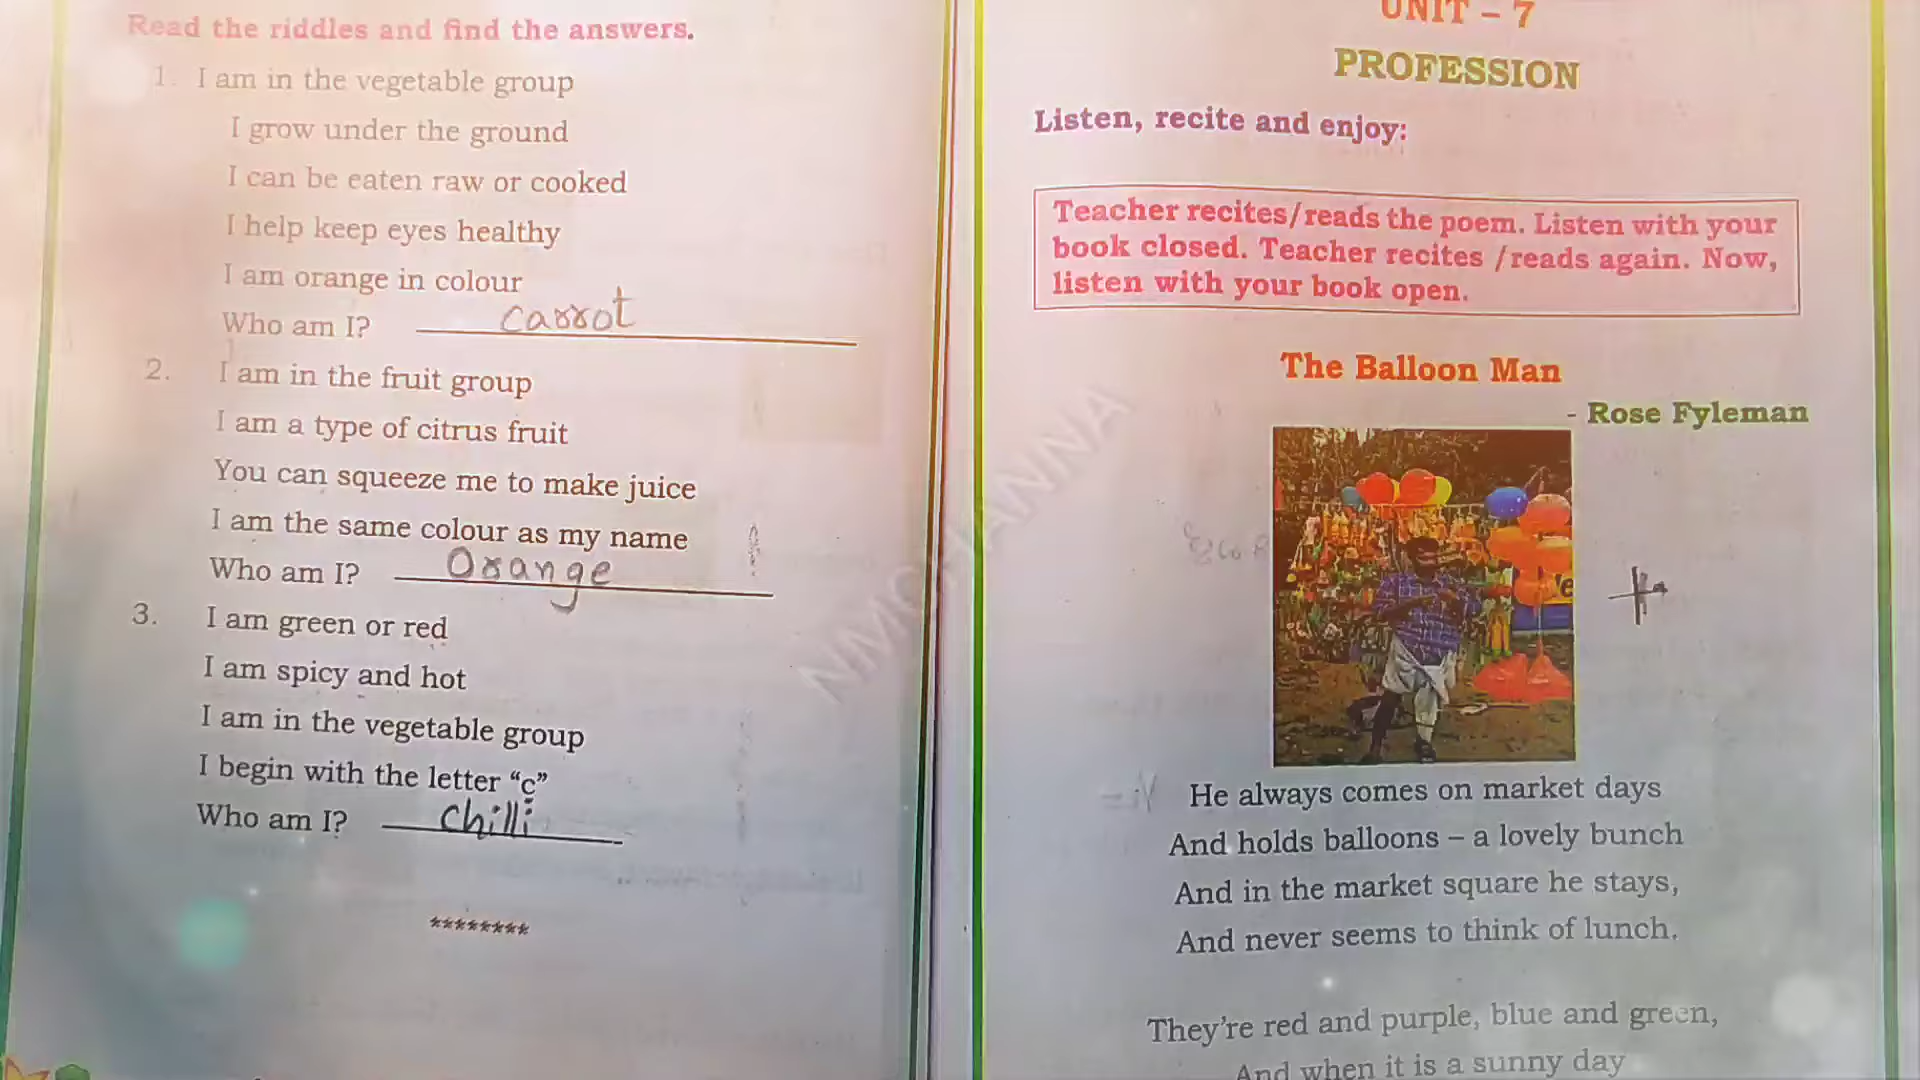 Read the riddles and find the answers.
1. I am in the vegetable group
I grow under the ground
I can be eaten raw or cooked
I help keep eyes healthy
I am orange in colour
Who am I? carrot
2. I am in the fruit group
I am a type of citrus fruit
You can squeeze me to make juice
I am the same colour as my name
Who am I? Orange
3. I am green or red
I am spicy and hot
I am in the vegetable group
I begin with the letter “c”
Who am I? chilli
********
UNIT – 7
PROFESSION
Listen, recite and enjoy:
Teacher recites/reads the poem. Listen with your
book closed. Teacher recites /reads again. Now,
listen with your book open.
The Balloon Man
- Rose Fyleman
He always comes on market days
And holds balloons – a lovely bunch
And in the market square he stays,
And never seems to think of lunch.
They’re red and purple, blue and green,
And when it is a sunny day